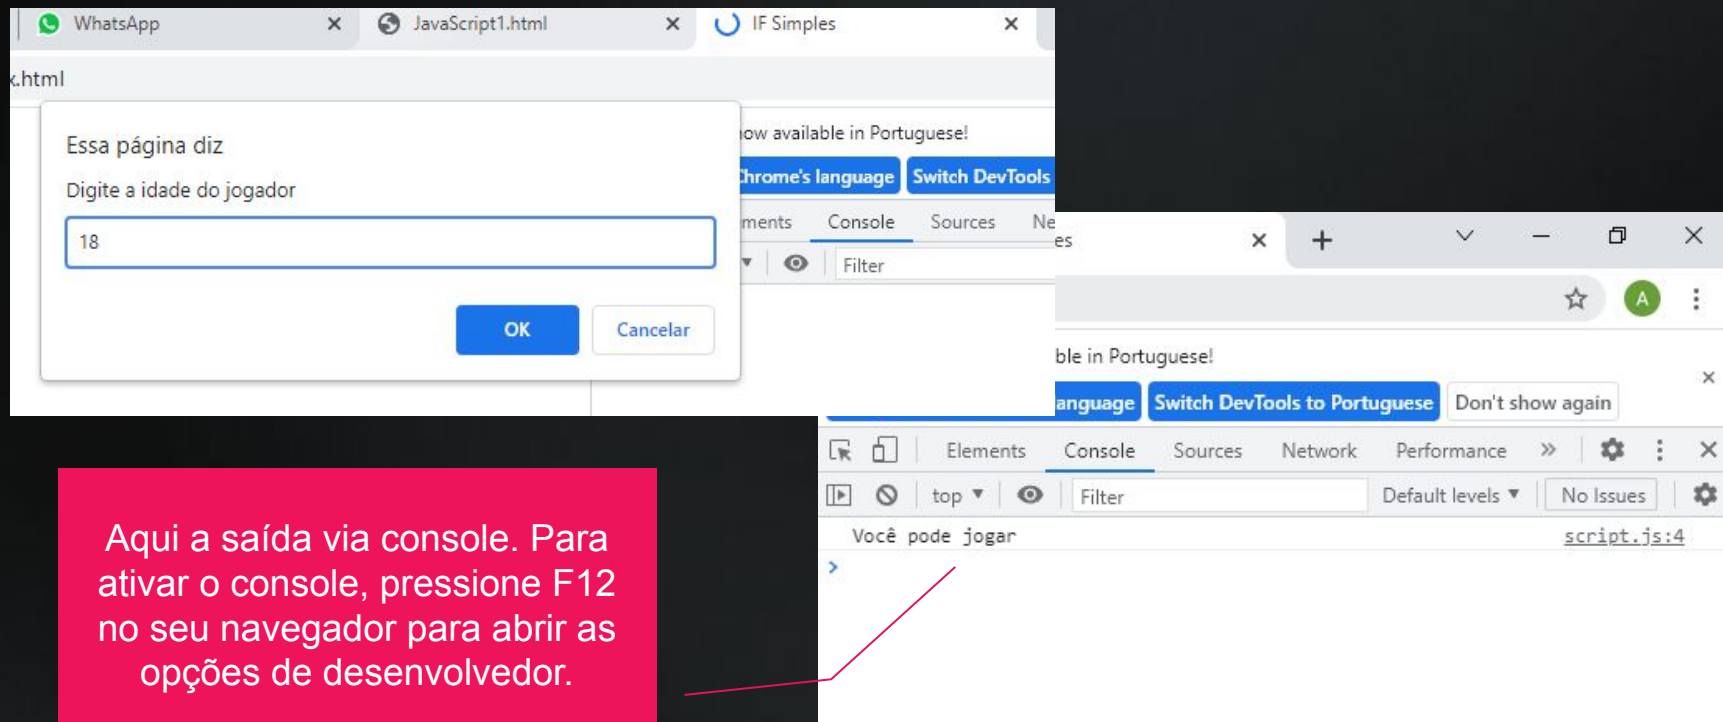 WhatsApp
JavaScript1.html
IF Simples
x.html
Essa página diz
Digite a idade do jogador
18
OK
Cancelar
now available in Portuguese!
Chrome's language
Switch DevTools
ments
Console
Sources
Ne
Filter
es
A
ble in Portuguese!
anguage
Switch DevTools to Portuguese
Don't show again
Elements
Console
Sources
Network
Performance
»
top
Filter
Default levels
No Issues
Você pode jogar
script.js:4
>
Aqui a saída via console. Para
ativar o console, pressione F12
no seu navegador para abrir as
opções de desenvolvedor.